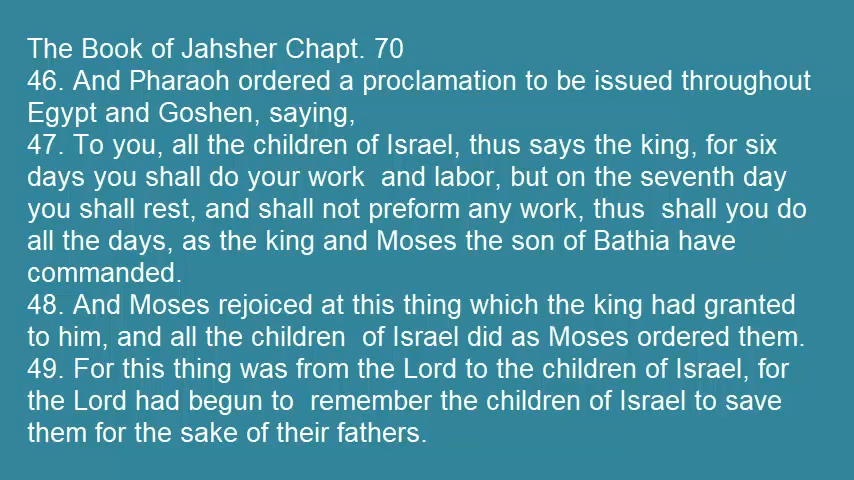 The Book of Jahsher Chapt. 70
46. And Pharaoh ordered a proclamation to be issued throughout
Egypt and Goshen, saying,
47. To you, all the children of Israel, thus says the king, for six
days you shall do your work  and labor, but on the seventh day
you shall rest, and shall not preform any work, thus  shall you do
all the days, as the king and Moses the son of Bathia have
commanded.
48. And Moses rejoiced at this thing which the king had granted
to him, and all the children  of Israel did as Moses ordered them.
49. For this thing was from the Lord to the children of Israel, for
the Lord had begun to  remember the children of Israel to save
them for the sake of their fathers.